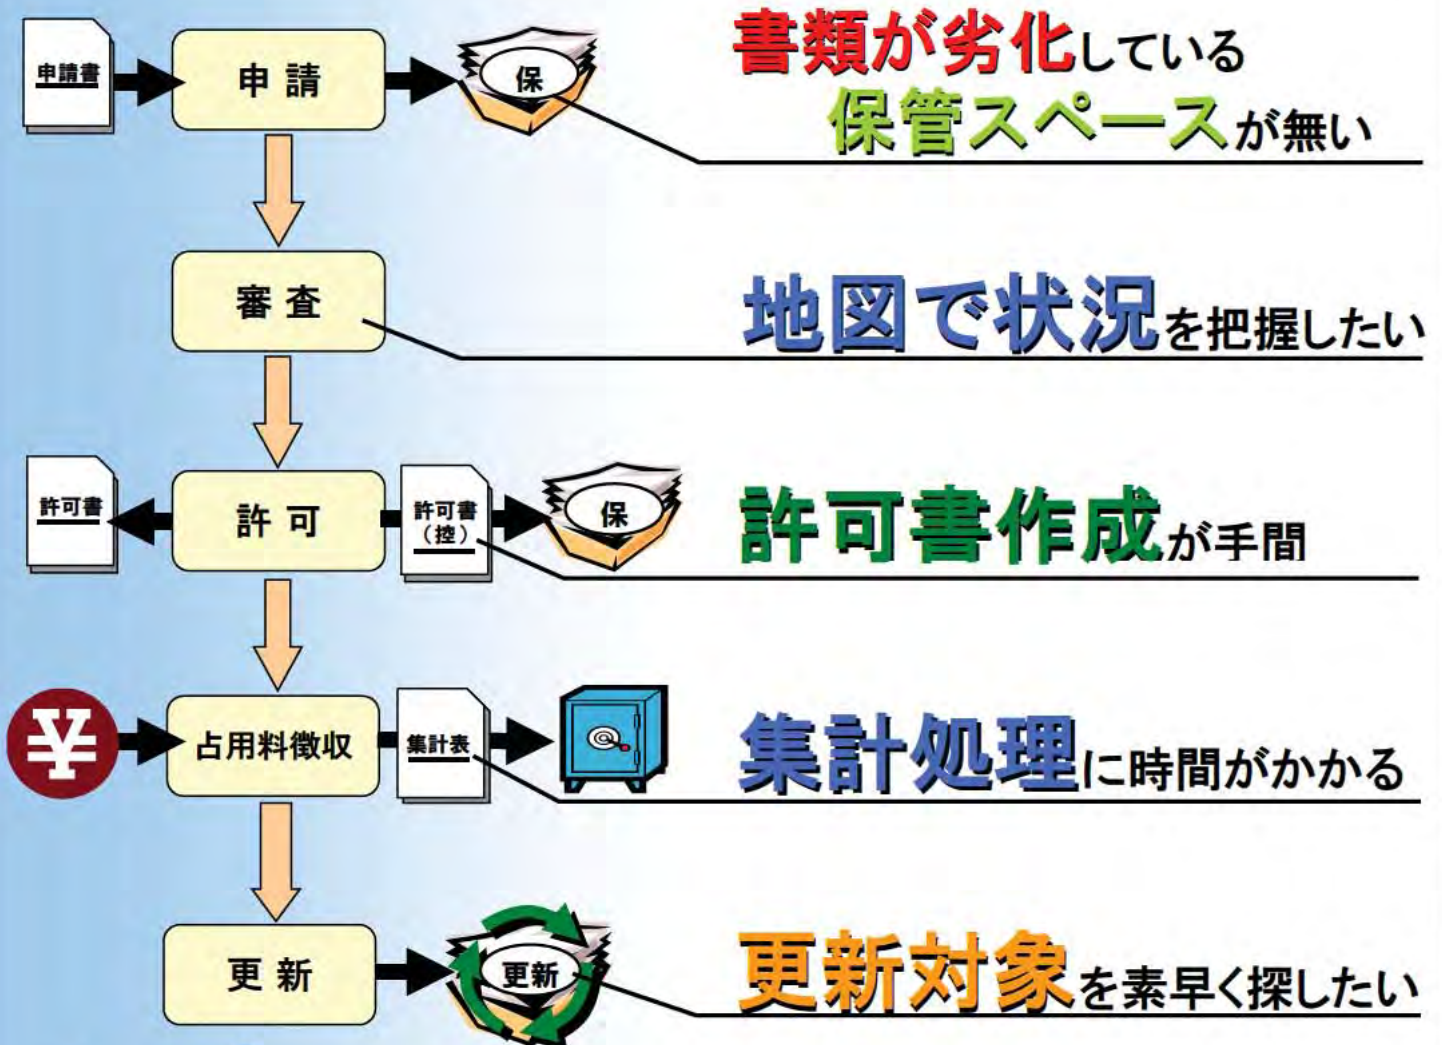 申請書
申請
保
書類が劣化している
保管スペースが無い
審査
地図で状況を把握したい
許可書
許可
許可書
（控）
保
許可書作成が手間
¥
占用料徴収
集計表
集計処理に時間がかかる
更新
更新
更新対象を素早く探したい